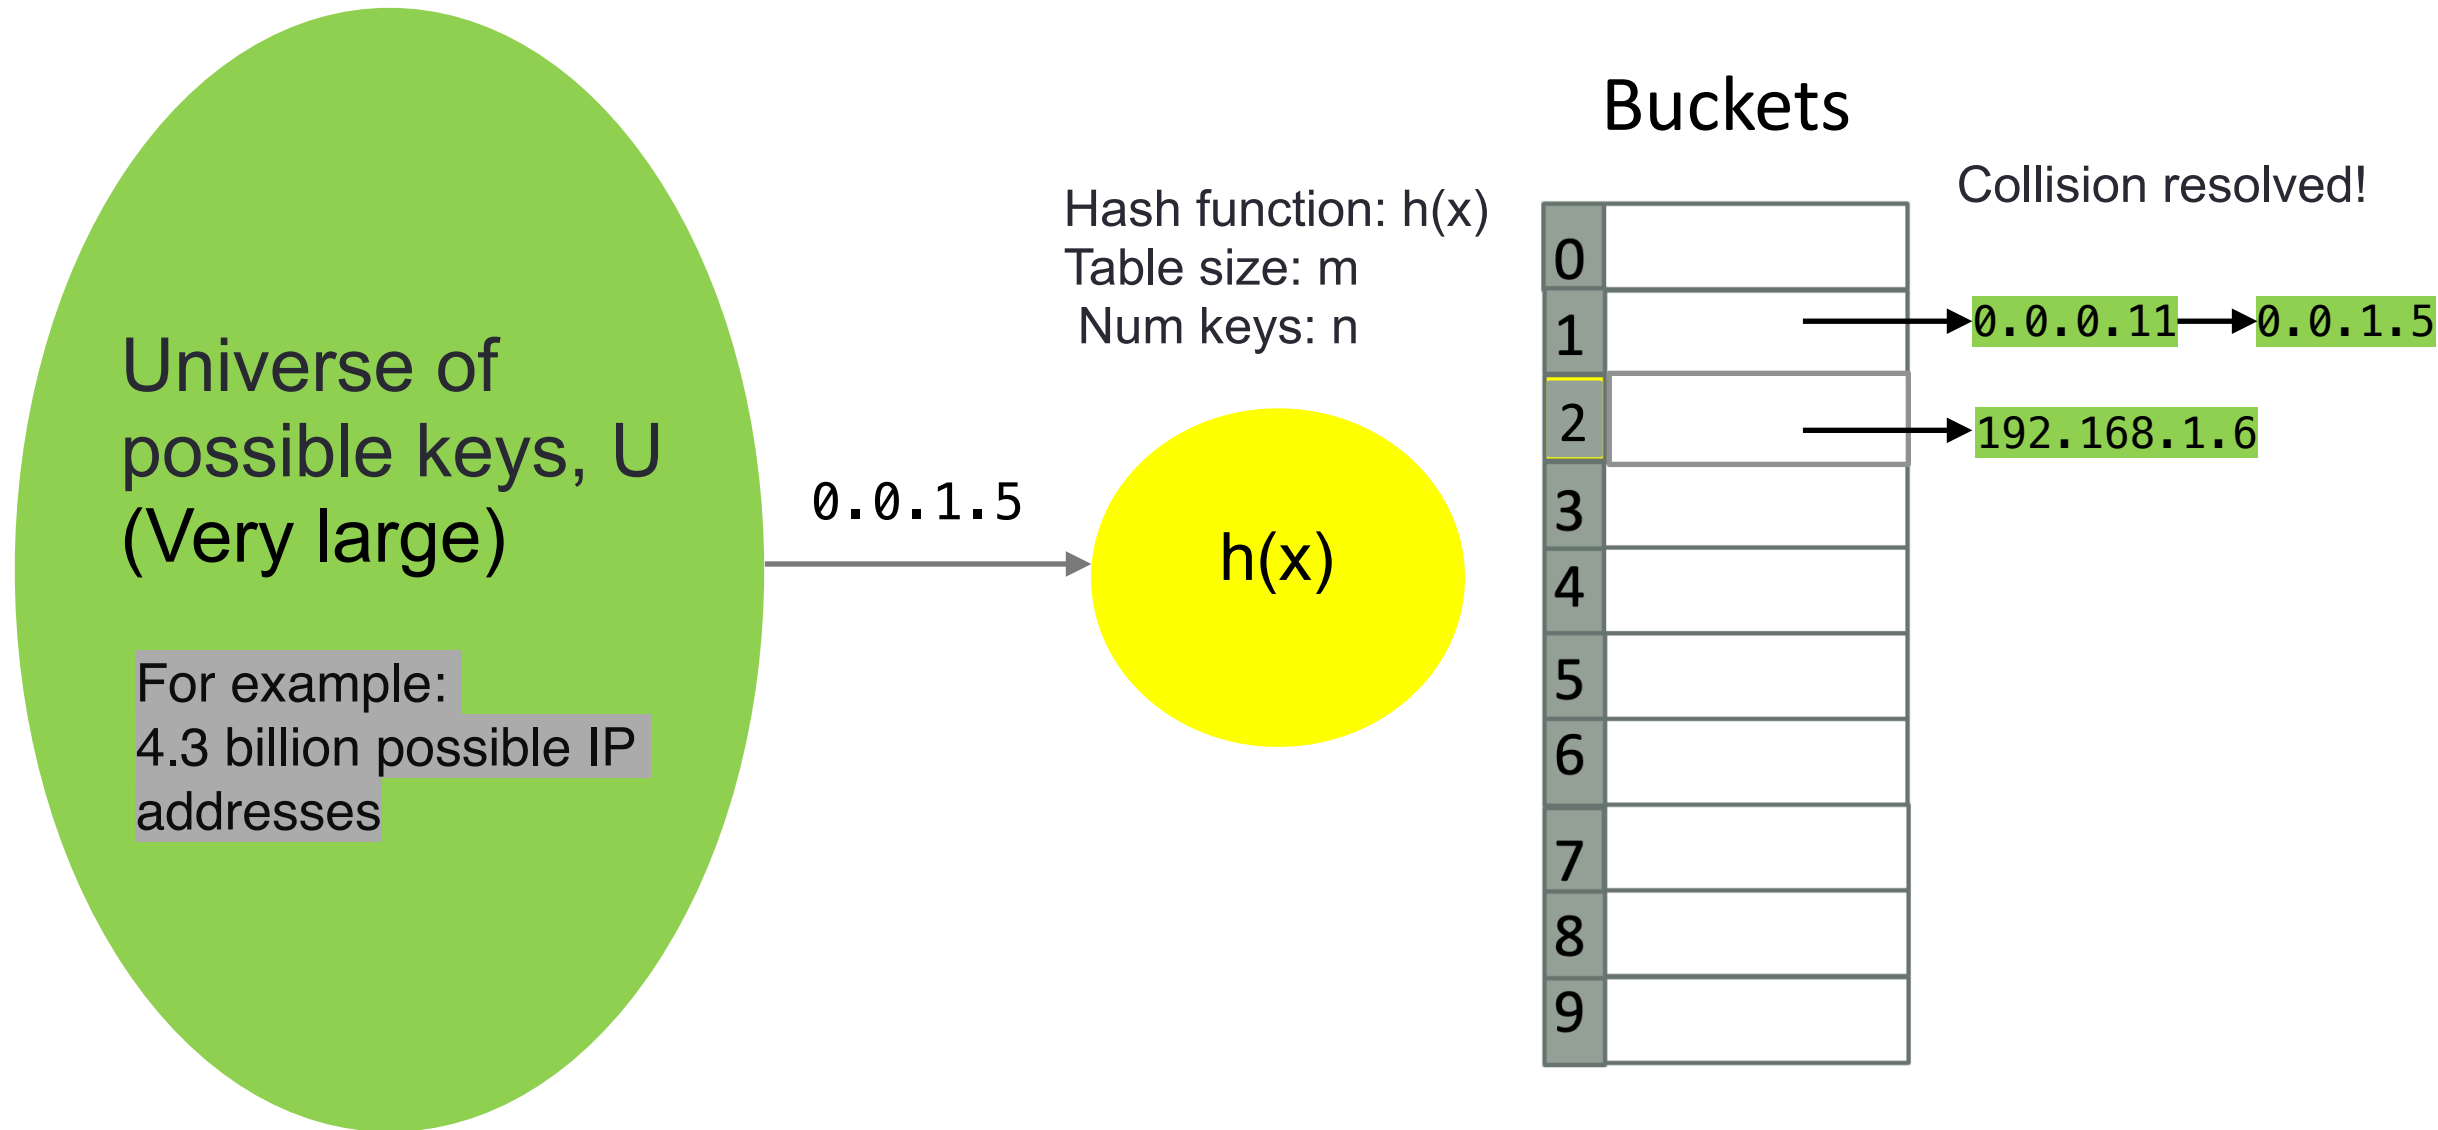 Buckets
Collision resolved!
Hash function: h(x)
Table size: m
Num keys: n
Universe of
possible keys, U
(Very large)
For example:
4.3 billion possible IP
addresses
0.0.1.5
h(x)
0
1
0.0.0.11
0.0.1.5
2
192.168.1.6
3
4
5
6
7
8
9